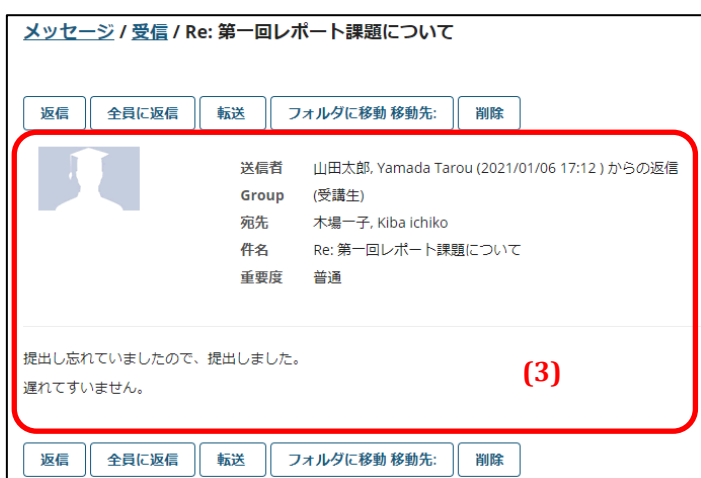 メッセージ / 受信 / Re: 第一回レポート課題について
返信 全員に返信 転送 フォルダに移動 移動先: 削除
送信者 山田太郎, Yamada Tarou (2021/01/06 17:12 ) からの返信
Group (受講生)
宛先 木場一子, Kiba ichiko
件名 Re: 第一回レポート課題について
重要度 普通
提出し忘れていましたので、提出しました。
遅れてすいません。
(3)
返信 全員に返信 転送 フォルダに移動 移動先: 削除